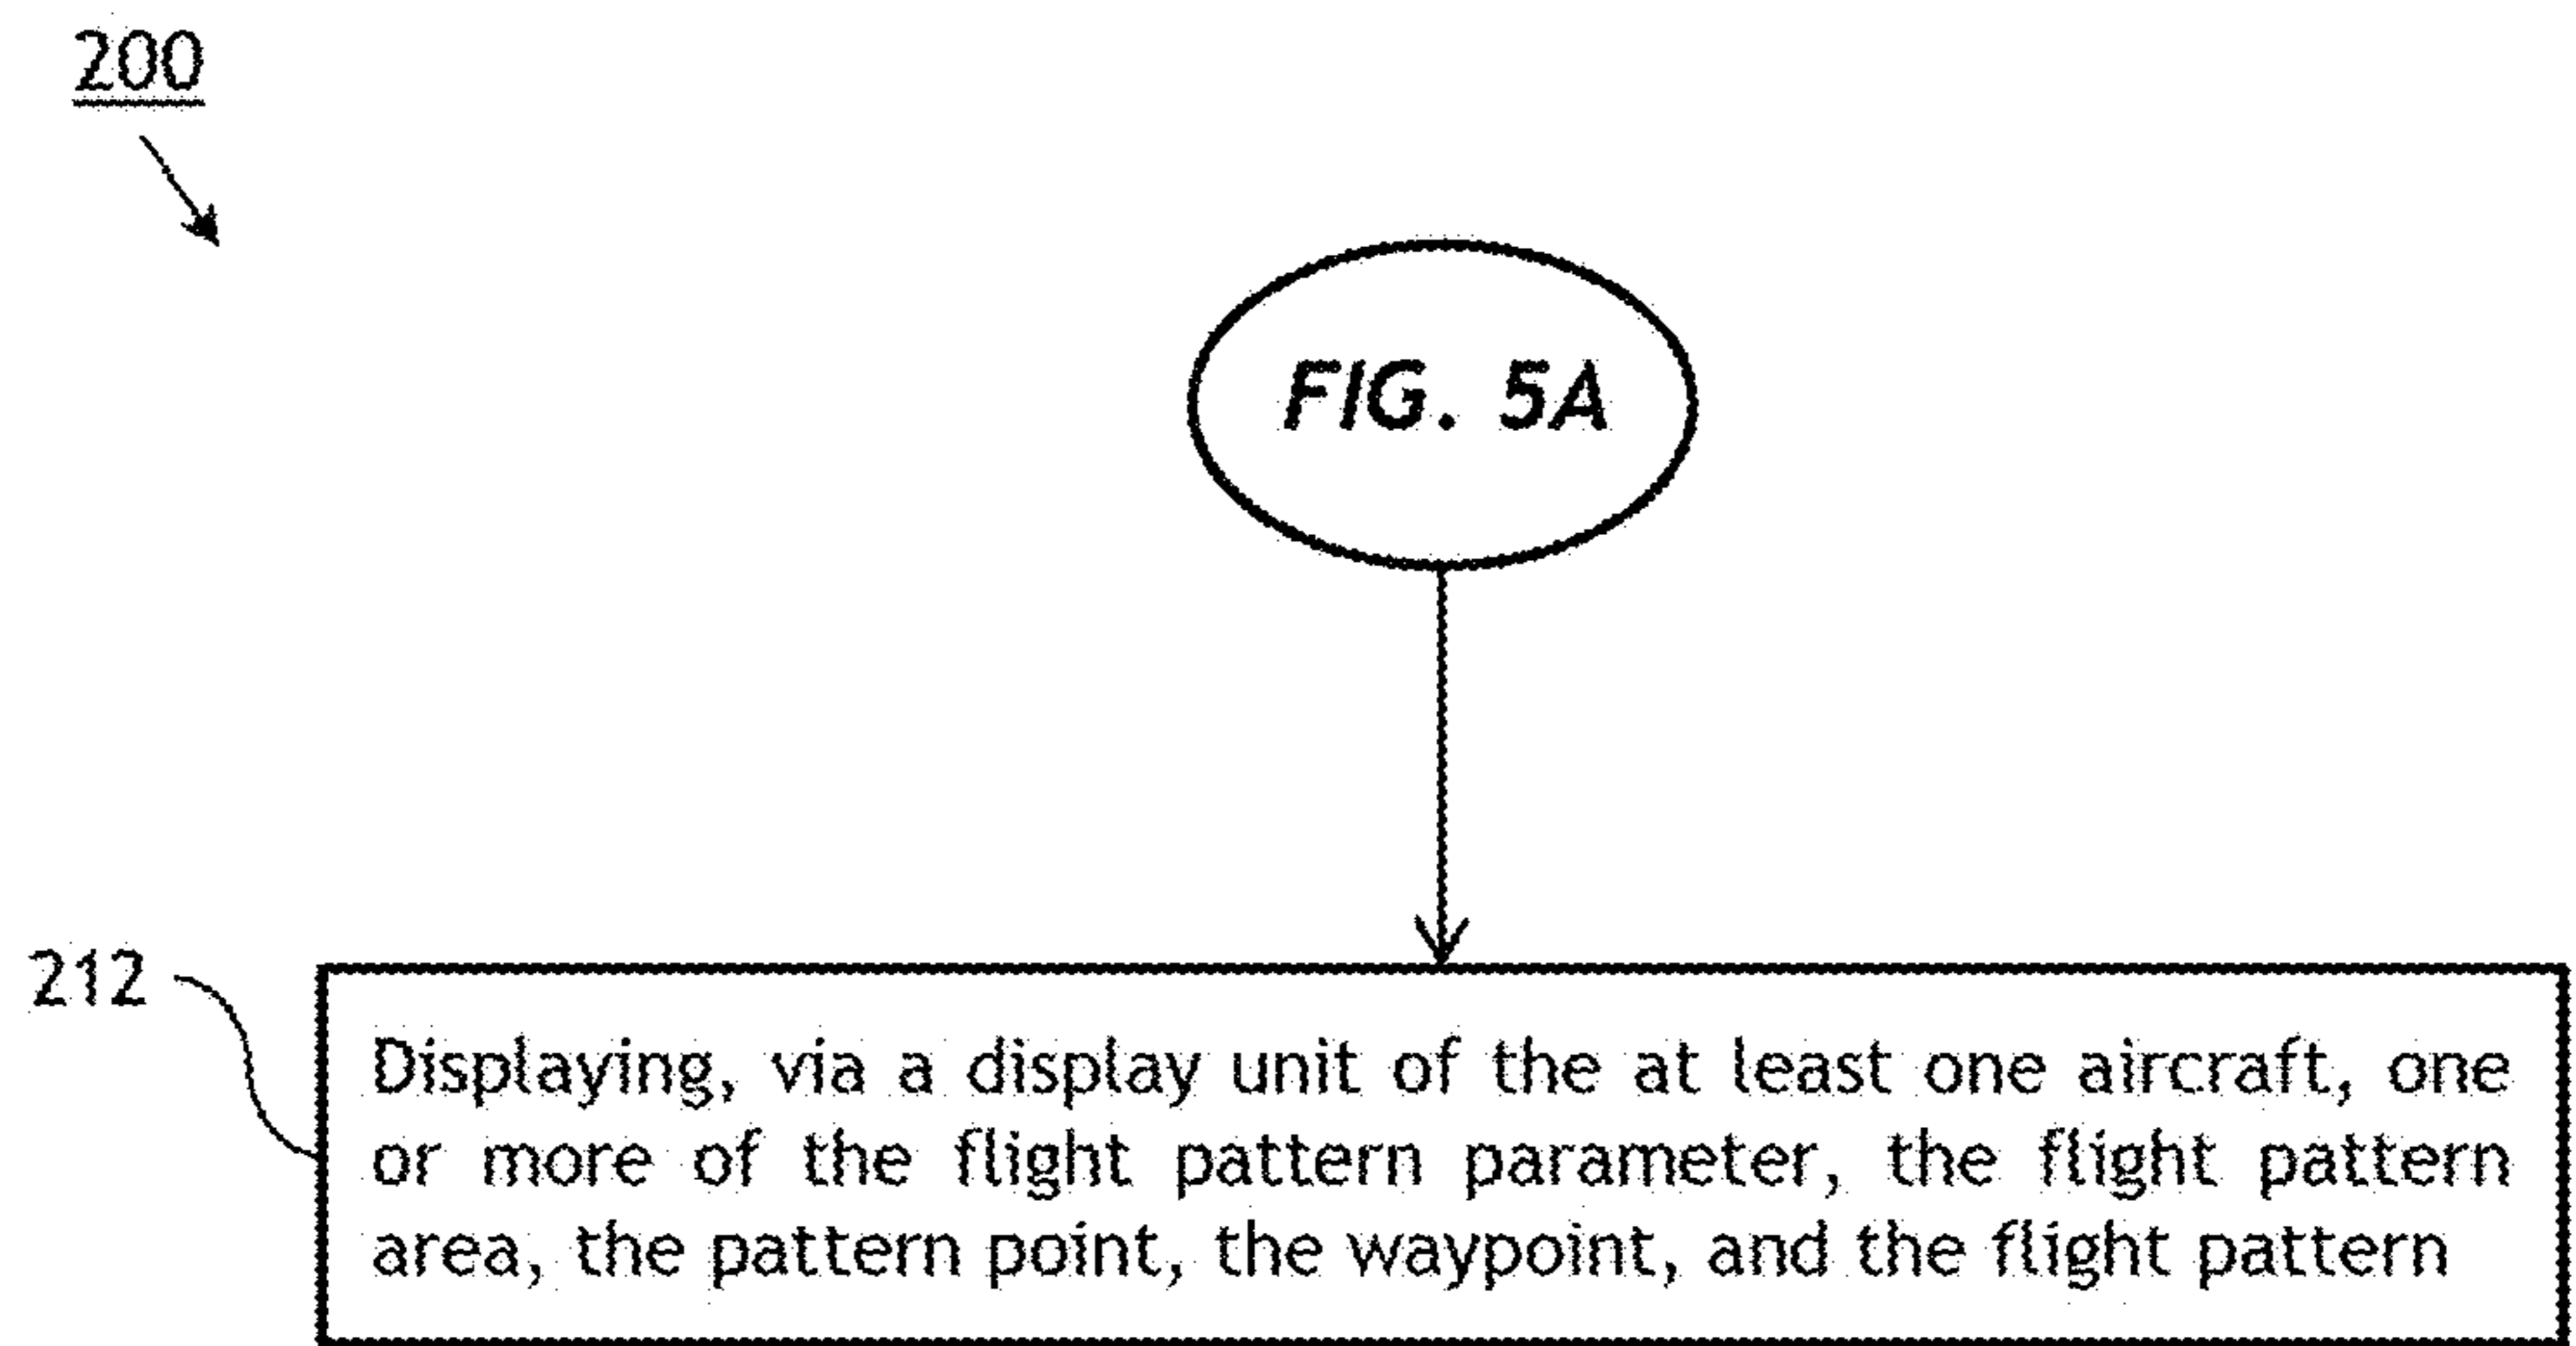 200
FIG. 5A
212
Displaying, via a display unit of the at least one aircraft, one
or more of the flight pattern parameter, the flight pattern
area, the pattern point, the waypoint, and the flight pattern